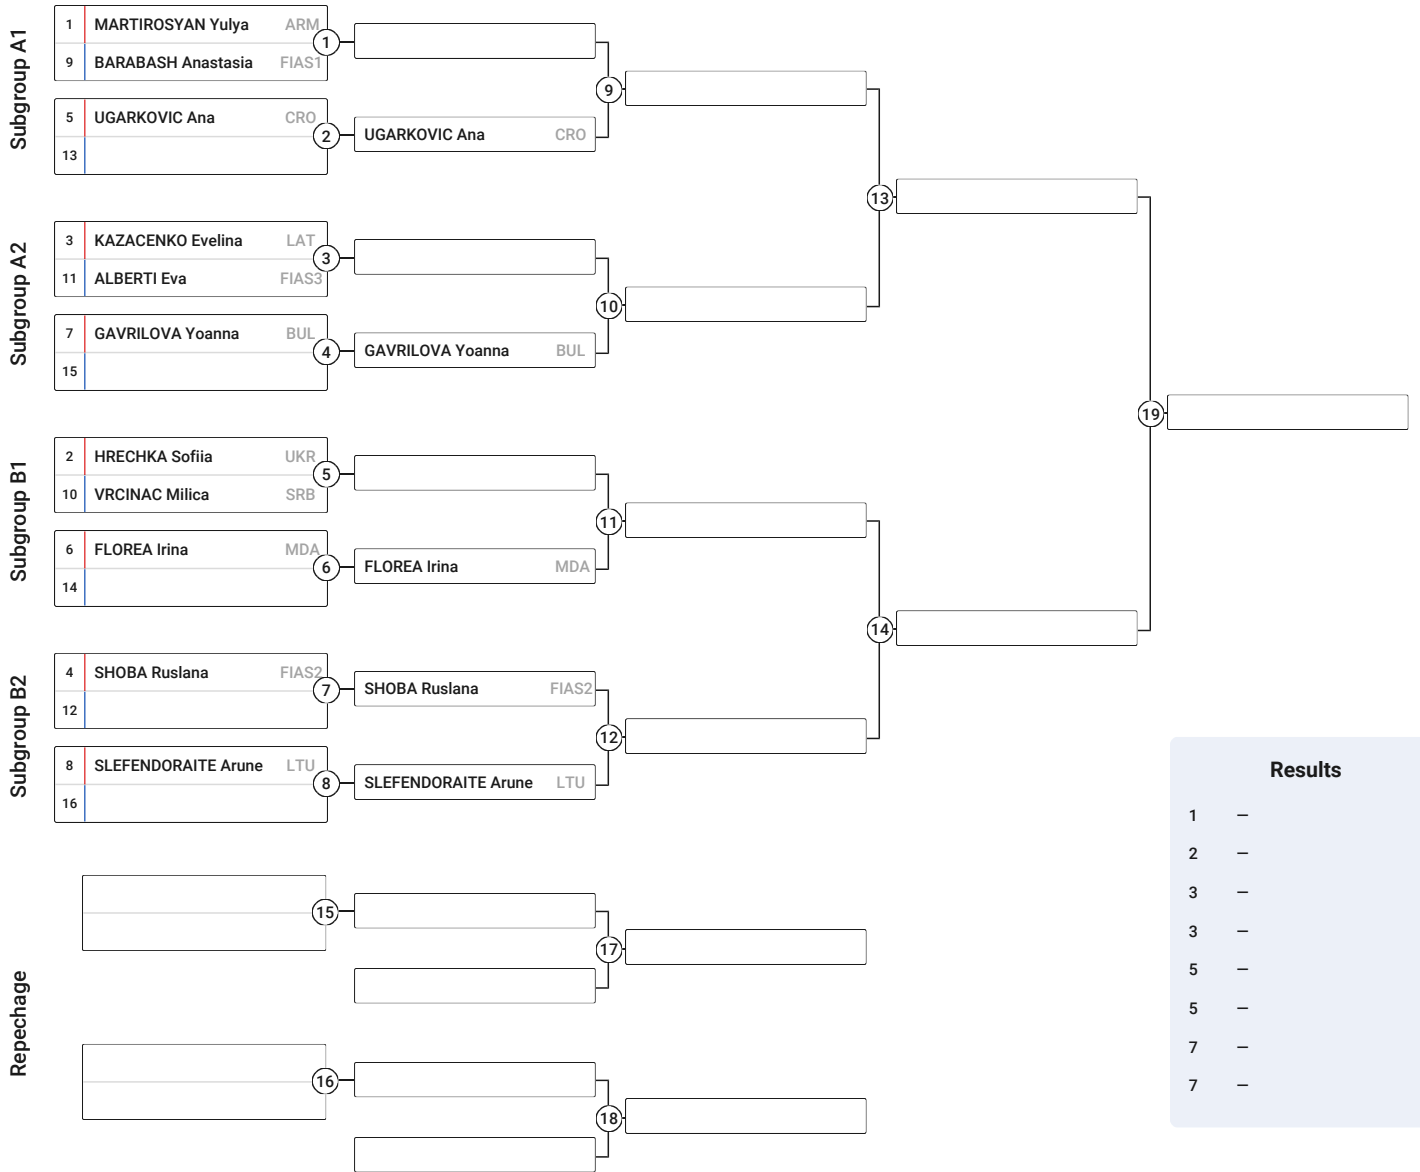 Subgroup A1
1 MARTIROSYAN Yulya ARM
9 BARABASH Anastasia FIAS1
1
5 UGARKOVIC Ana CRO
13
2
UGARKOVIC Ana CRO
9
Subgroup A2
3 KAZACENKO Evelina LAT
11 ALBERTI Eva FIAS3
3
7 GAVRILOVA Yoanna BUL
15
4
GAVRILOVA Yoanna BUL
10
13
Subgroup B1
2 HRECHKA Sofiia UKR
10 VRCINAC Milica SRB
5
6 FLOREA Irina MDA
14
6
FLOREA Irina MDA
11
Subgroup B2
4 SHOBA Ruslana FIAS2
12
7
SHOBA Ruslana FIAS2
8 SLEFENDORAITE Arune LTU
16
8
SLEFENDORAITE Arune LTU
12
14
19
Repechage
15
17
16
18
Results
1 –
2 –
3 –
3 –
5 –
5 –
7 –
7 –